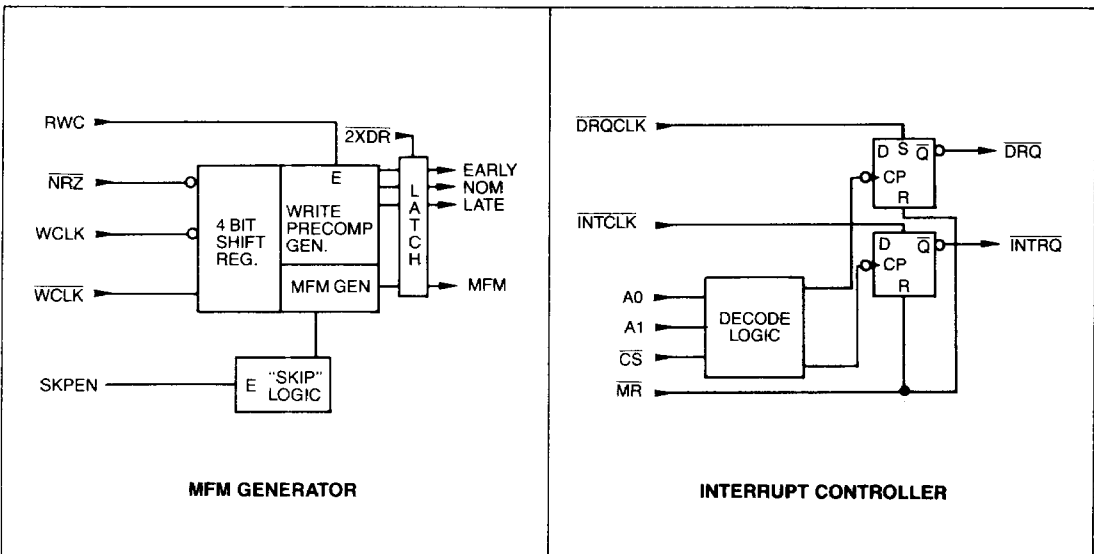 RWC
2XDR
NRZ
WCLK
WCLK
4 BIT
SHIFT
REG.
E
WRITE
PRECOMP
GEN.
MFM GEN
LATCH
EARLY
NOM
LATE
MFM
SKPEN
E "SKIP"
LOGIC
MFM GENERATOR
DRQCLK
D S Q
CP
R
DRQ
INTCLK
D Q
CP
R
INTRQ
A0
A1
CS
MR
DECODE
LOGIC
INTERRUPT CONTROLLER